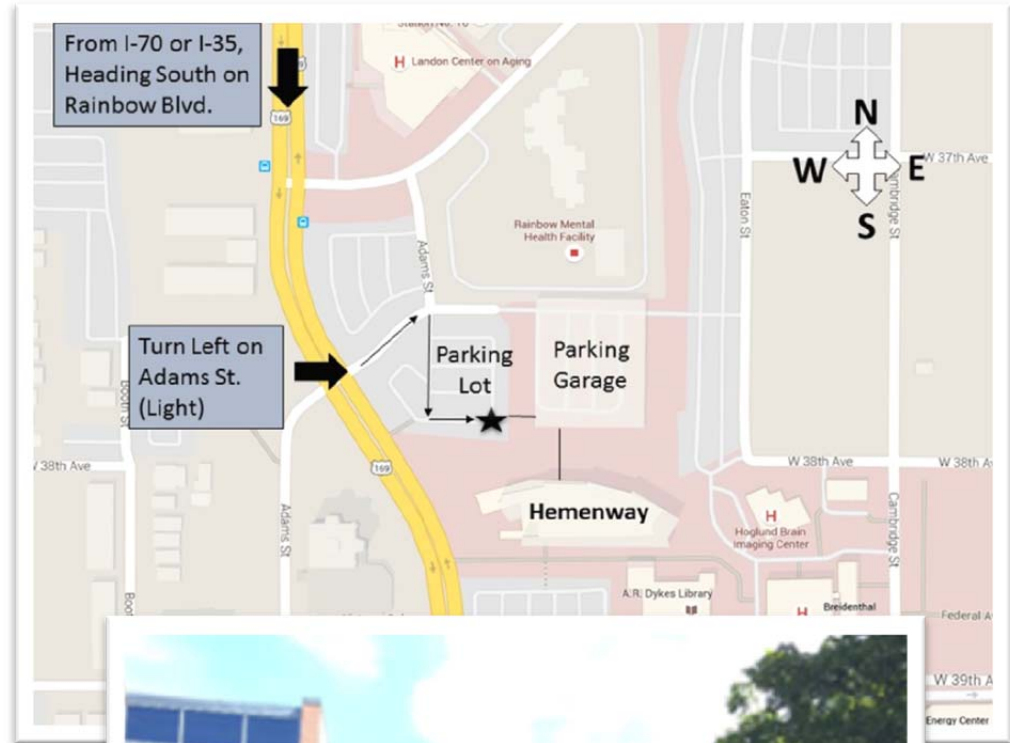 From I-70 or I-35,
Heading South on
Rainbow Blvd.
169
Landon Center on Aging
H
N
W
E
S
W 37th Ave
Cambridge St
Eaton St
Rainbow Mental
Health Facility
Adams St
Turn Left on
Adams St.
(Light)
Parking
Lot
Parking
Garage
Booth St
38th Ave
169
W 38th Ave
W 38th A
Adams St
Hemenway
H
Hoglund Brain
Imaging Center
Cambridge St
A.R. Dykes Library
H
Breidenthal
Federal A
W 39th A
Energy Center